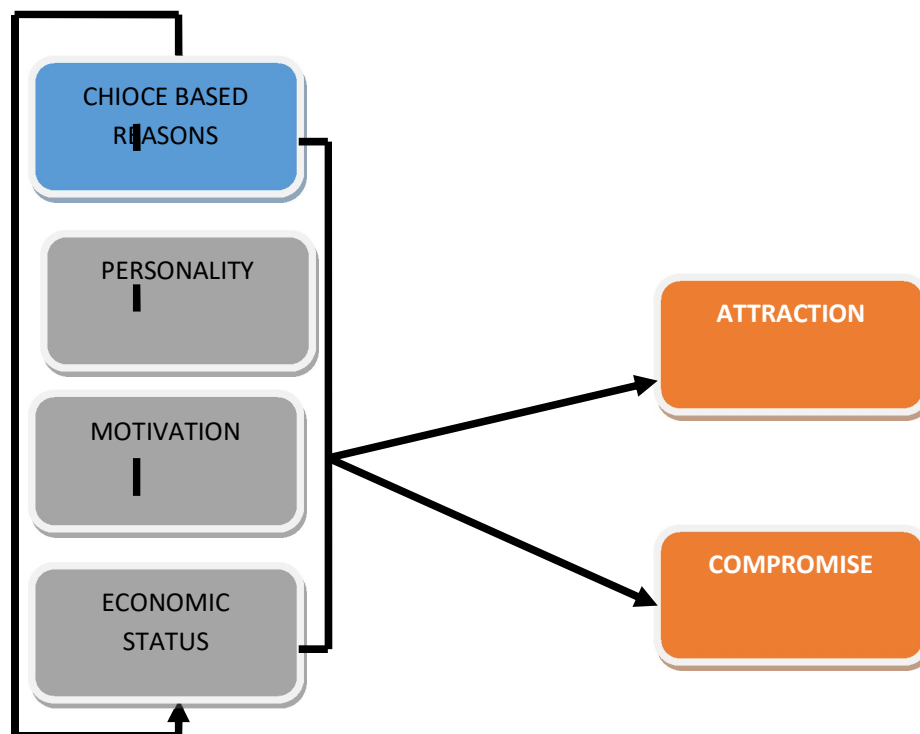 CHIOCE BASED
REASONS
PERSONALITY
MOTIVATION
ECONOMIC
STATUS
ATTRACTION
COMPROMISE